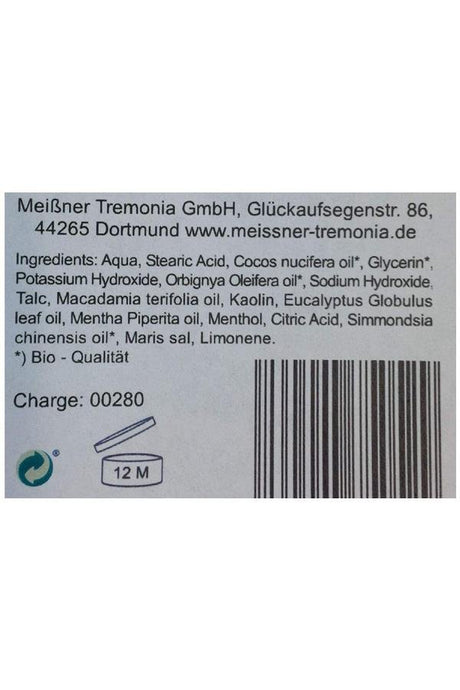 Meißner Tremonia GmbH, Glückaufsegenstr. 86,
44265 Dortmund www.meissner-tremonia.de
Ingredients: Aqua, Stearic Acid, Cocos nucifera oil*, Glycerin*,
Potassium Hydroxide, Orbignya Oleifera oil*, Sodium Hydroxide,
Talc, Macadamia terifolia oil, Kaolin, Eucalyptus Globulus
leaf oil, Mentha Piperita oil, Menthol, Citric Acid, Simmondsia
chinensis oil*, Maris sal, Limonene.
*) Bio - Qualität
Charge: 00280
®
12 M